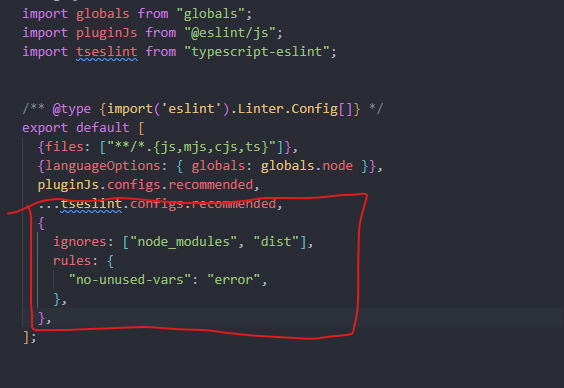 import globals from "globals";
import pluginJs from "@eslint/js";
import tseslint from "typescript-eslint";
/** @type {import('eslint').Linter.Config[]} */
export default [
{files: ["**/*.{js,mjs,cjs,ts}"]},
{languageOptions: { globals: globals.node }},
pluginJs.configs.recommended,
...tseslint.configs.recommended,
{
ignores: ["node_modules", "dist"],
rules: {
"no-unused-vars": "error",
},
},
];